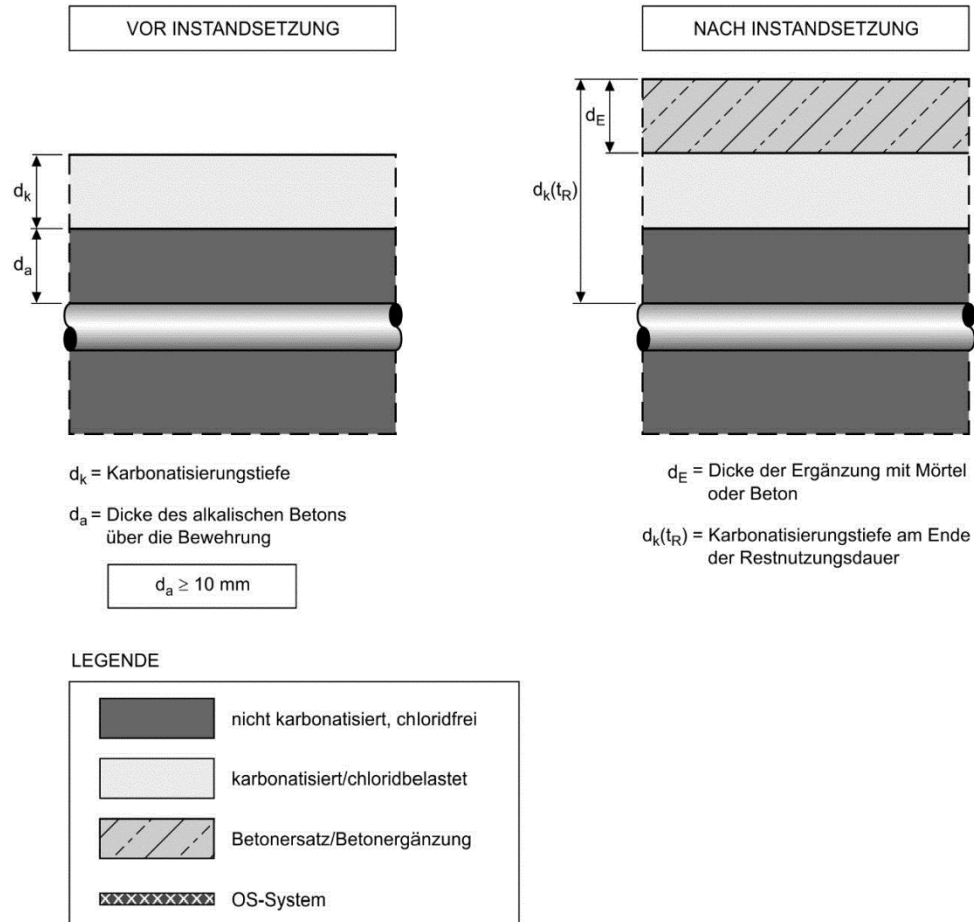 VOR INSTANDSETZUNG
NACH INSTANDSETZUNG
d_k
d_a
d_E
d_k(t_R)
d_k = Karbonatisierungstiefe
d_a = Dicke des alkalischen Betons
über die Bewehrung
d_a ≥ 10 mm
d_E = Dicke der Ergänzung mit Mörtel
oder Beton
d_k(t_R) = Karbonatisierungstiefe am Ende
der Restnutzungsdauer
LEGENDE
nicht karbonatisiert, chloridfrei
karbonatisiert/chloridbelastet
Betonersatz/Betonergänzung
OS-System